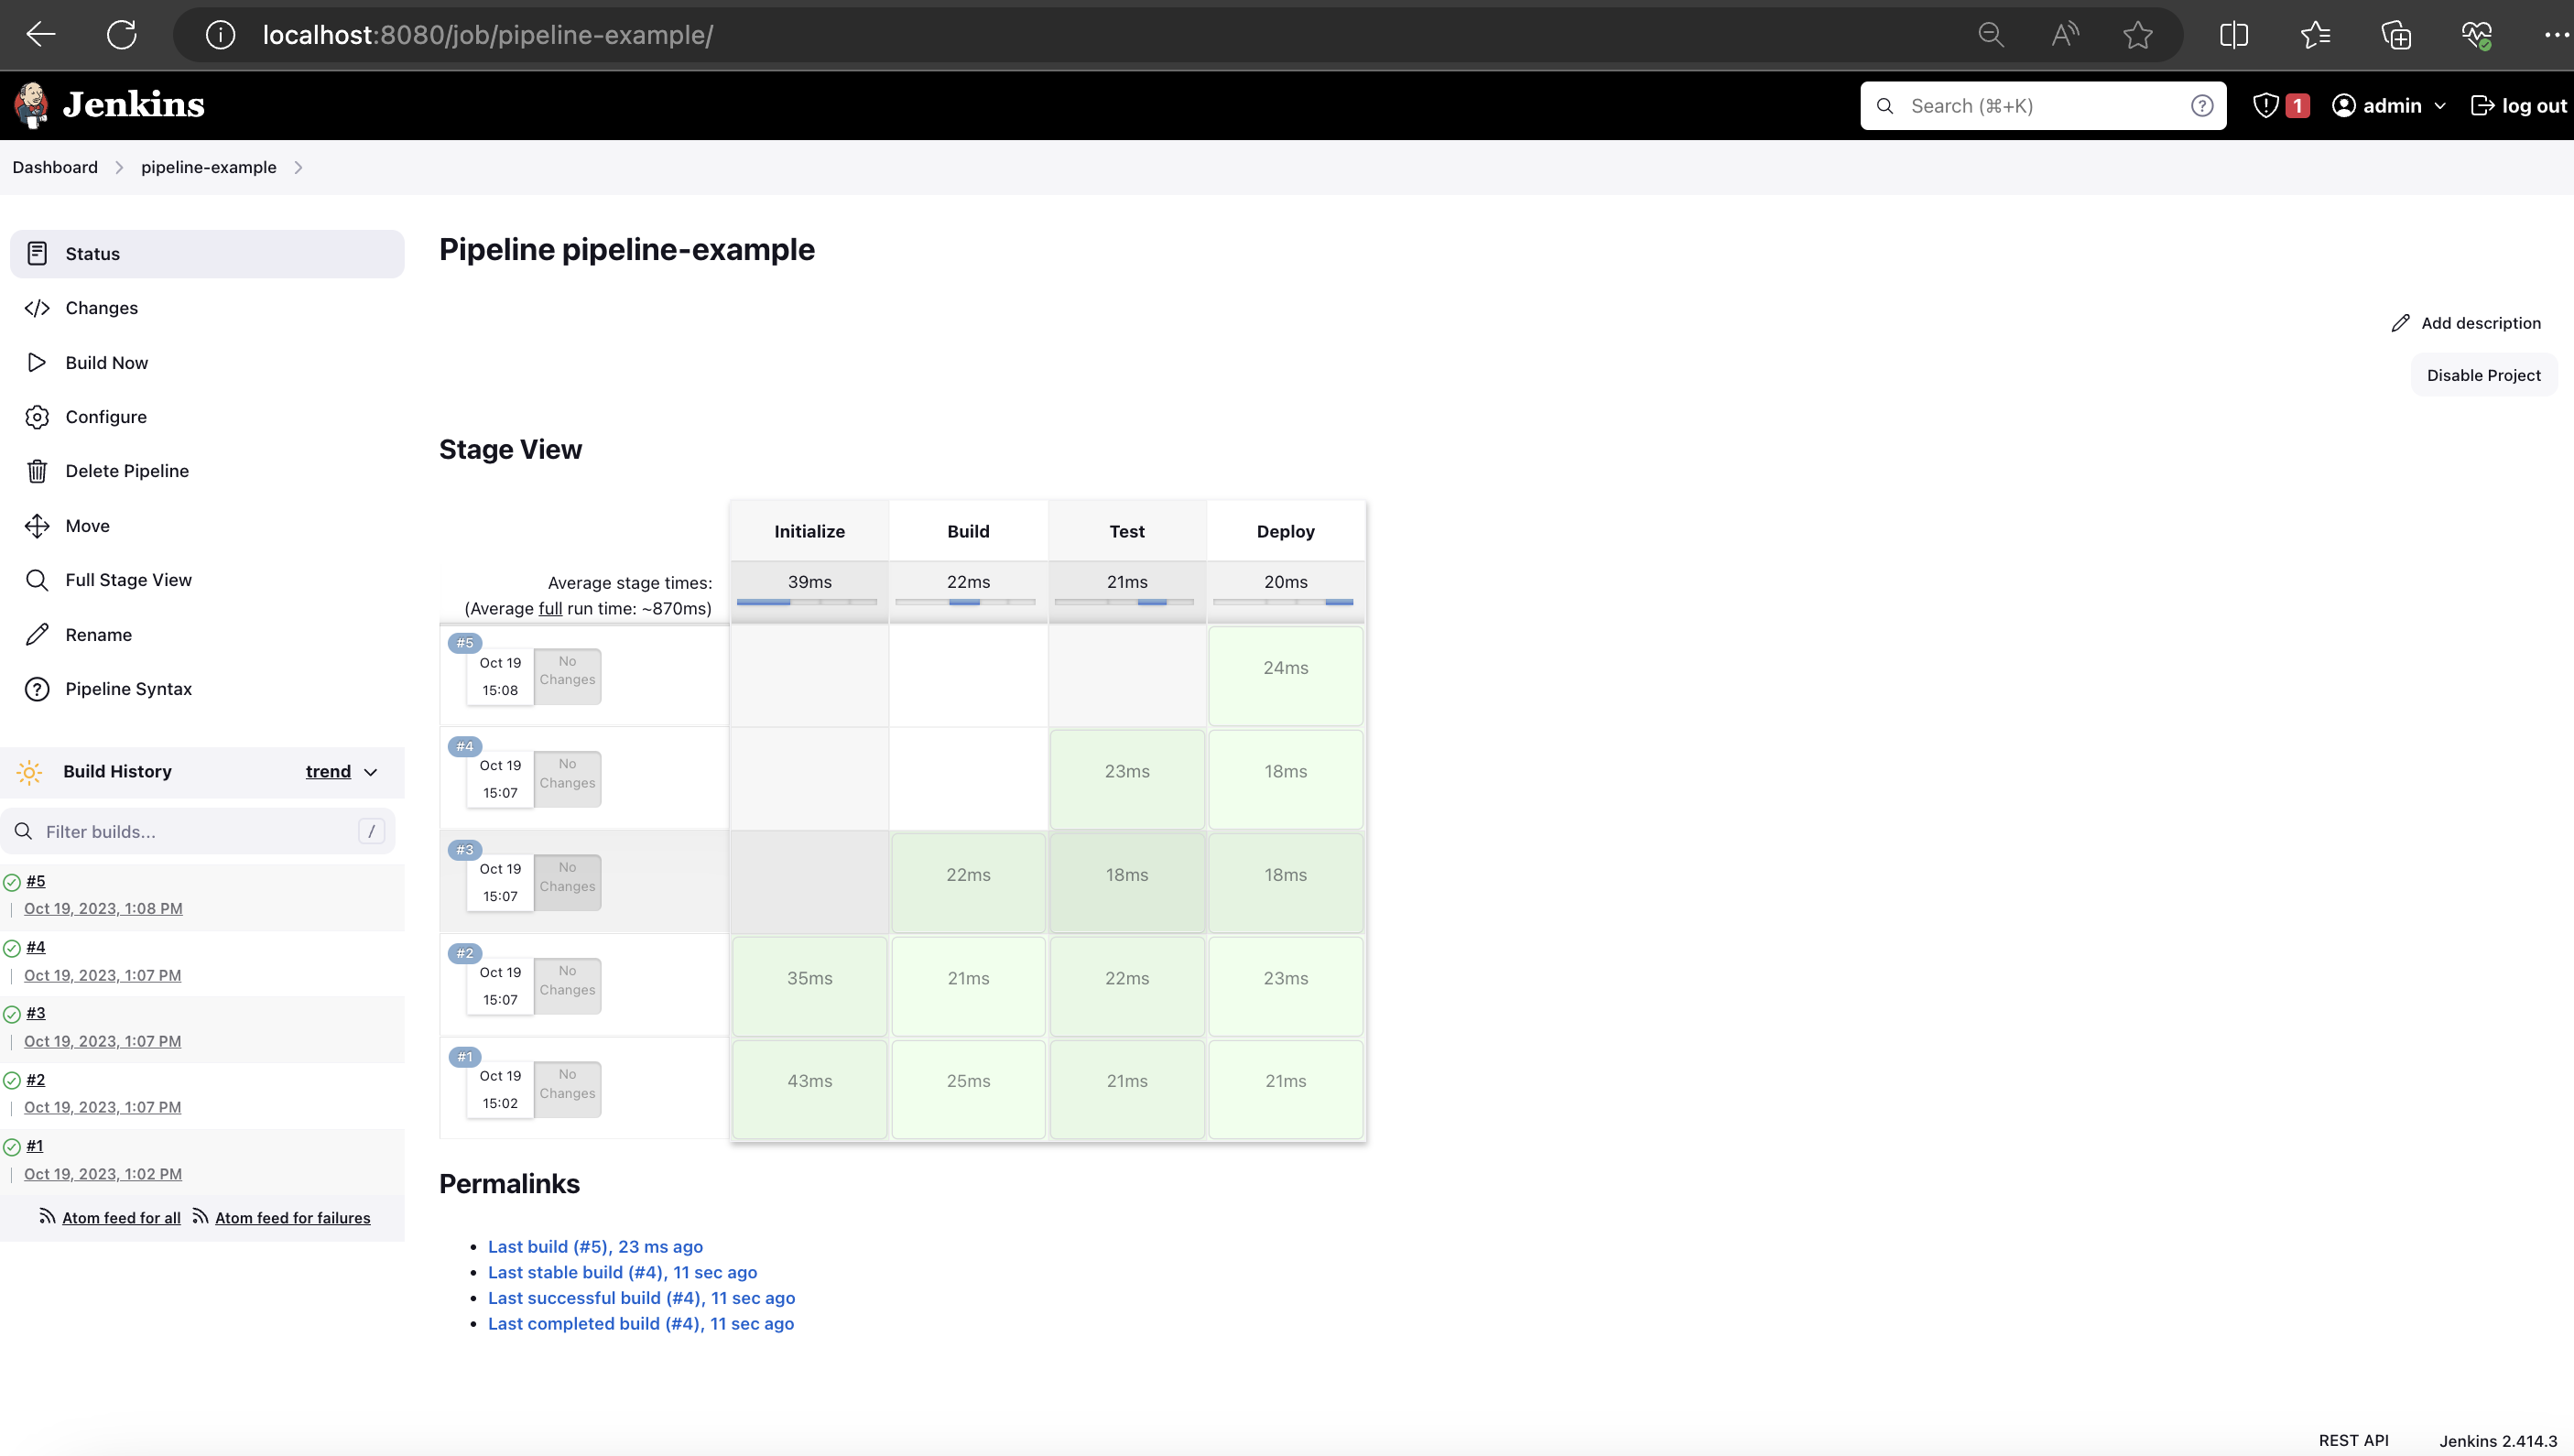 localhost:8080/job/pipeline-example/
Jenkins
Search (⌘+K)
1
admin
log out
Dashboard
pipeline-example
Status
Changes
Build Now
Configure
Delete Pipeline
Move
Full Stage View
Rename
Pipeline Syntax
Build History
trend
Filter builds...
/
#5
Oct 19, 2023, 1:08 PM
#4
Oct 19, 2023, 1:07 PM
#3
Oct 19, 2023, 1:07 PM
#2
Oct 19, 2023, 1:07 PM
#1
Oct 19, 2023, 1:02 PM
Atom feed for all
Atom feed for failures
Pipeline pipeline-example
Add description
Disable Project
Stage View
Initialize
Build
Test
Deploy
Average stage times:
(Average full run time: ~870ms)
39ms
22ms
21ms
20ms
#5
Oct 19
15:08
No
Changes
24ms
#4
Oct 19
15:07
No
Changes
23ms
18ms
#3
Oct 19
15:07
No
Changes
22ms
18ms
18ms
#2
Oct 19
15:07
No
Changes
35ms
21ms
22ms
23ms
#1
Oct 19
15:02
No
Changes
43ms
25ms
21ms
21ms
Permalinks
Last build (#5), 23 ms ago
Last stable build (#4), 11 sec ago
Last successful build (#4), 11 sec ago
Last completed build (#4), 11 sec ago
REST API
Jenkins 2.414.3